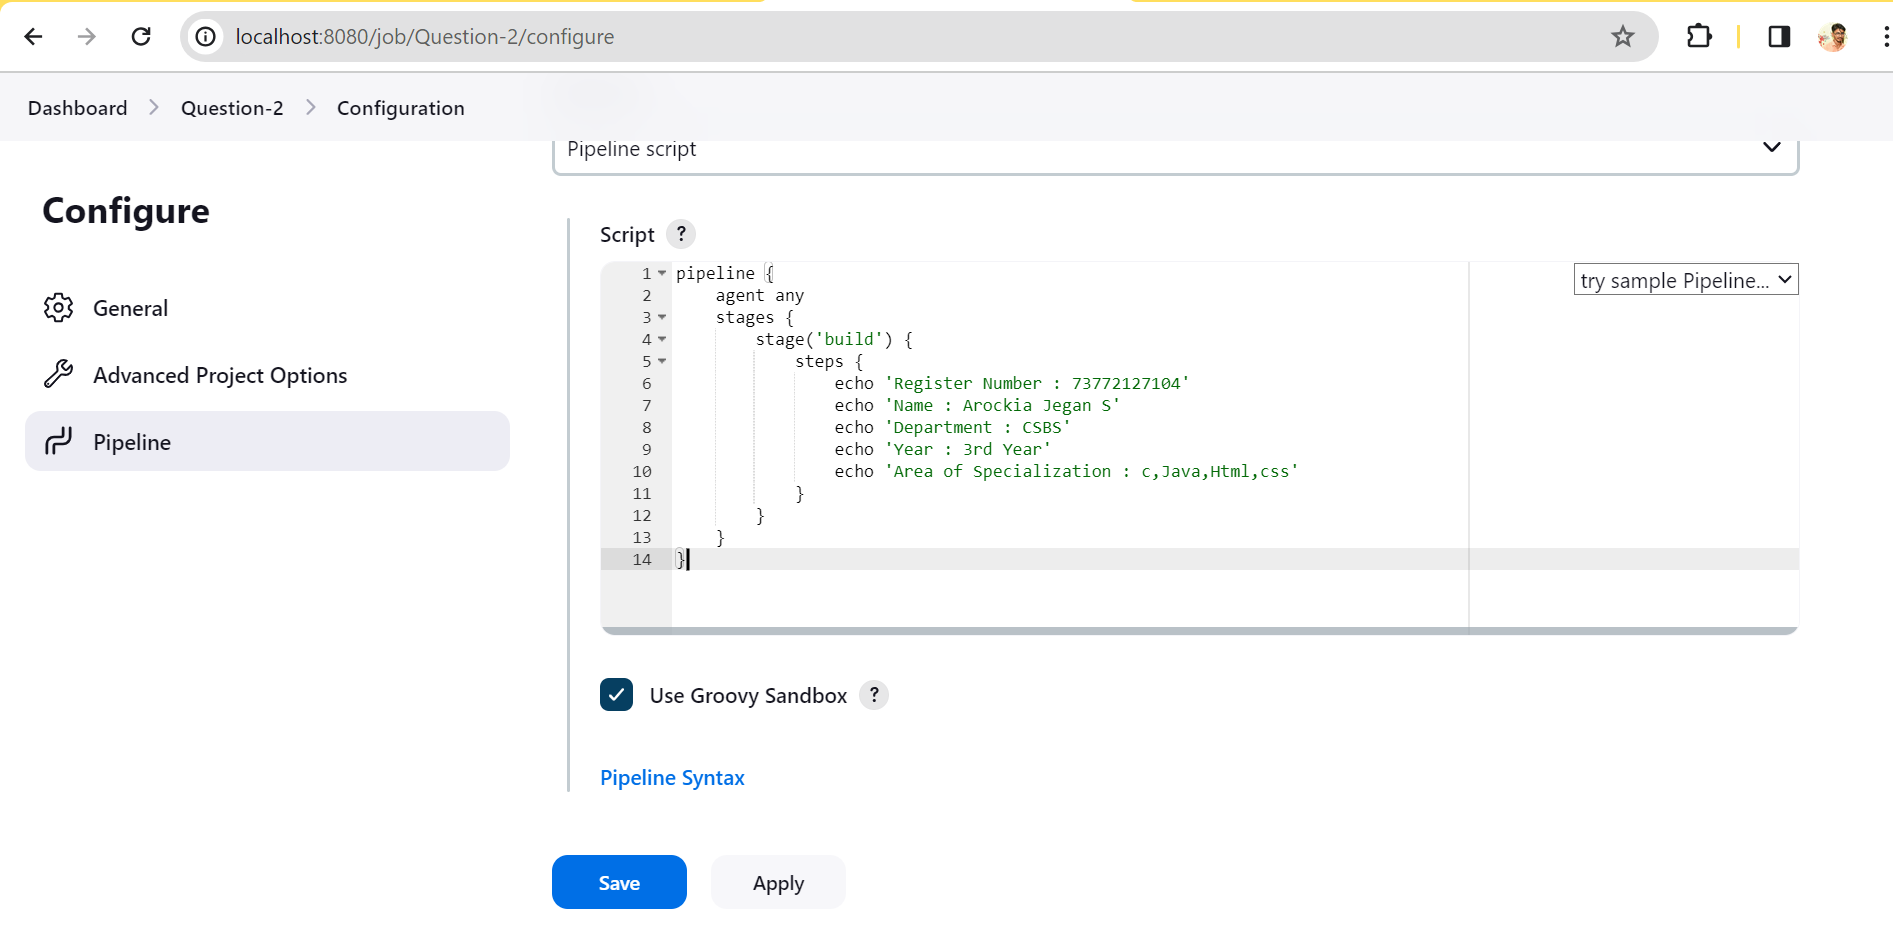 localhost:8080/job/Question-2/configure
Dashboard > Question-2 > Configuration
Pipeline script
Configure
General
Advanced Project Options
Pipeline
Script ?
try sample Pipeline...
1 pipeline {
2     agent any
3     stages {
4         stage('build') {
5             steps {
6                 echo 'Register Number : 73772127104'
7                 echo 'Name : Arockia Jegan S'
8                 echo 'Department : CSBS'
9                 echo 'Year : 3rd Year'
10                 echo 'Area of Specialization : c,Java,Html,css'
11             }
12         }
13     }
14 }
Use Groovy Sandbox ?
Pipeline Syntax
Save
Apply